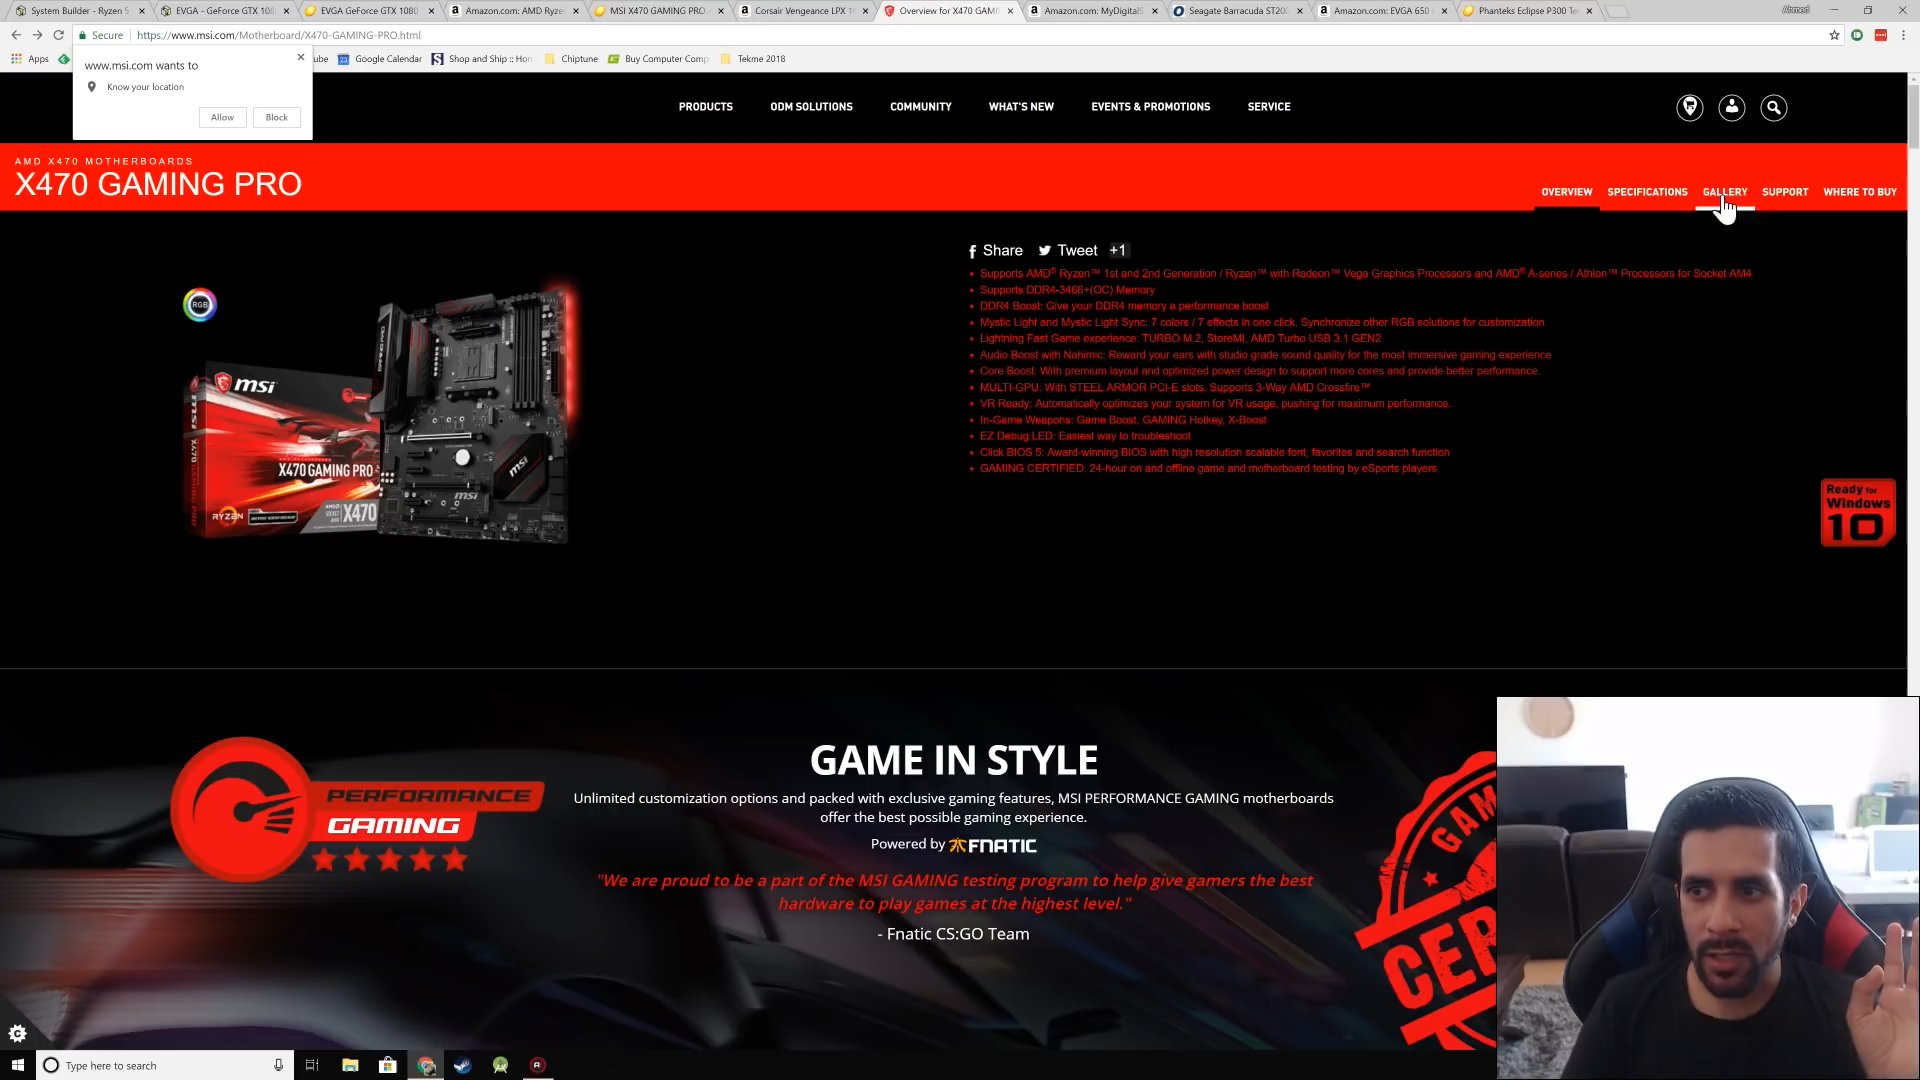 System Builder - Ryzen 5
EVGA - GeForce GTX 108
EVGA GeForce GTX 1080
Amazon.com: AMD Ryze
MSI X470 GAMING PRO
Corsair Vengeance LPX 1
Overview for X470 GAMI
Amazon.com: MyDigitalS
Seagate Barracuda ST200
Amazon.com: EVGA 650
Phanteks Eclipse P300 Te
Ahmed
Secure
https://www.msi.com/Motherboard/X470-GAMING-PRO.html
Apps
ube
Google Calendar
Shop and Ship :: Hom
Chiptune
Buy Computer Comp
Tekme 2018
www.msi.com wants to
Know your location
Allow
Block
PRODUCTS
ODM SOLUTIONS
COMMUNITY
WHAT'S NEW
EVENTS & PROMOTIONS
SERVICE
AMD X470 MOTHERBOARDS
X470 GAMING PRO
OVERVIEW
SPECIFICATIONS
GALLERY
SUPPORT
WHERE TO BUY
Share
Tweet
+1
• Supports AMD® Ryzen™ 1st and 2nd Generation / Ryzen™ with Radeon™ Vega Graphics Processors and AMD® A-series / Athlon™ Processors for Socket AM4
• Supports DDR4-3466+(OC) Memory
• DDR4 Boost: Give your DDR4 memory a performance boost
• Mystic Light and Mystic Light Sync: 7 colors / 7 effects in one click. Synchronize other RGB solutions for customization.
• Lightning Fast Game experience: TURBO M.2, StoreMI, AMD Turbo USB 3.1 GEN2
• Audio Boost with Nahimic: Reward your ears with studio grade sound quality for the most immersive gaming experience
• Core Boost: With premium layout and optimized power design to support more cores and provide better performance.
• MULTI-GPU: With STEEL ARMOR PCI-E slots. Supports 3-Way AMD Crossfire™
• VR Ready: Automatically optimizes your system for VR usage, pushing for maximum performance.
• In-Game Weapons: Game Boost, GAMING Hotkey, X-Boost
• EZ Debug LED: Easiest way to troubleshoot
• Click BIOS 5: Award-winning BIOS with high resolution scalable font, favorites and search function
• GAMING CERTIFIED: 24-hour on and offline game and motherboard testing by eSports players
RGB
msi
X470 GAMING PRO
RYZEN
X470
msi
msi
Ready for
Windows
10
PERFORMANCE
GAMING
GAME IN STYLE
Unlimited customization options and packed with exclusive gaming features, MSI PERFORMANCE GAMING motherboards
offer the best possible gaming experience.
Powered by FNATIC
"We are proud to be a part of the MSI GAMING testing program to help give gamers the best
hardware to play games at the highest level."
- Fnatic CS:GO Team
GAM
CER
Type here to search